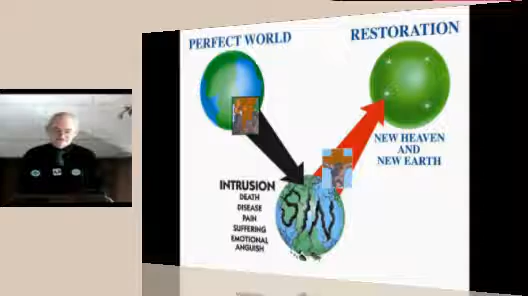 PERFECT WORLD
RESTORATION
NEW HEAVEN
AND
NEW EARTH
INTRUSION
DEATH
DISEASE
PAIN
SUFFERING
EMOTIONAL
ANGUISH
SIN